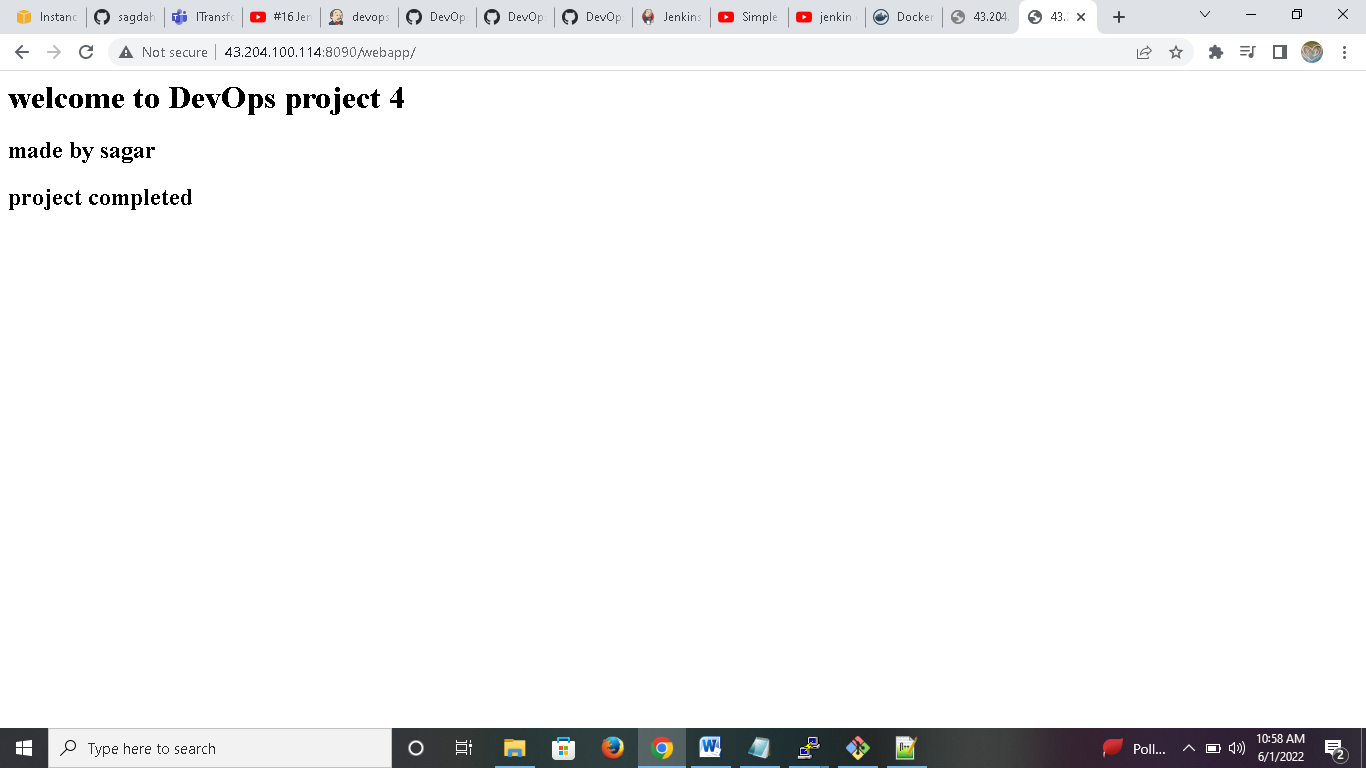 Instanc sagdah ITransfo #16 Jen devops DevOp DevOp DevOp Jenkins Simple jenkin Docker 43.204. 43.2
Not secure 43.204.100.114:8090/webapp/
welcome to DevOps project 4
made by sagar
project completed
Type here to search Poll... 10:58 AM
6/1/2022 2